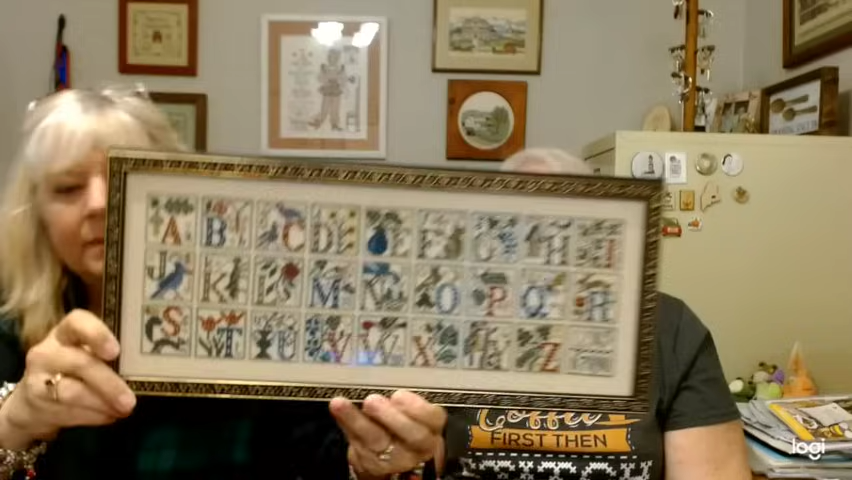 A B C D E F G H I
J K L M N O P Q R
S T U V W X Y Z
Coffee
FIRST THEN
logi